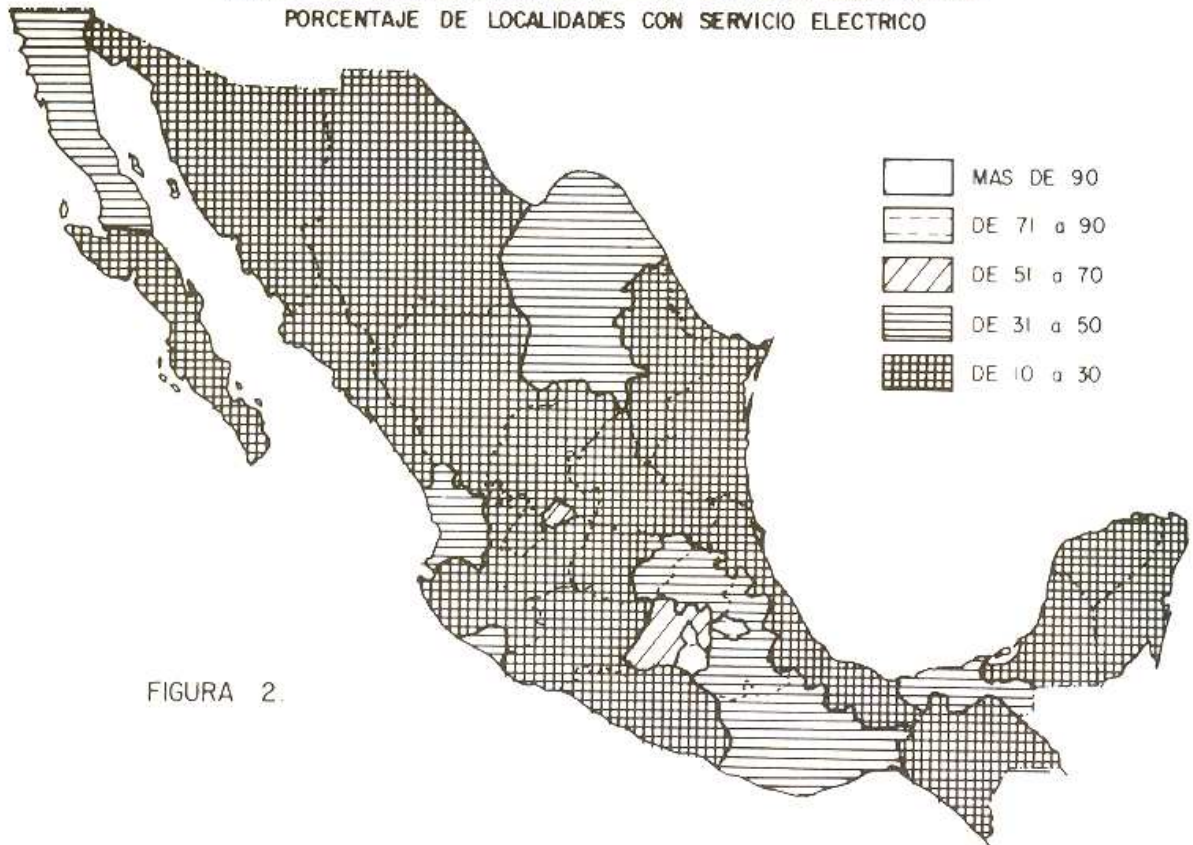 PORCENTAJE DE LOCALIDADES CON SERVICIO ELECTRICO
MAS DE 90
DE 71 a 90
DE 51 a 70
DE 31 a 50
DE 10 a 30
FIGURA 2.